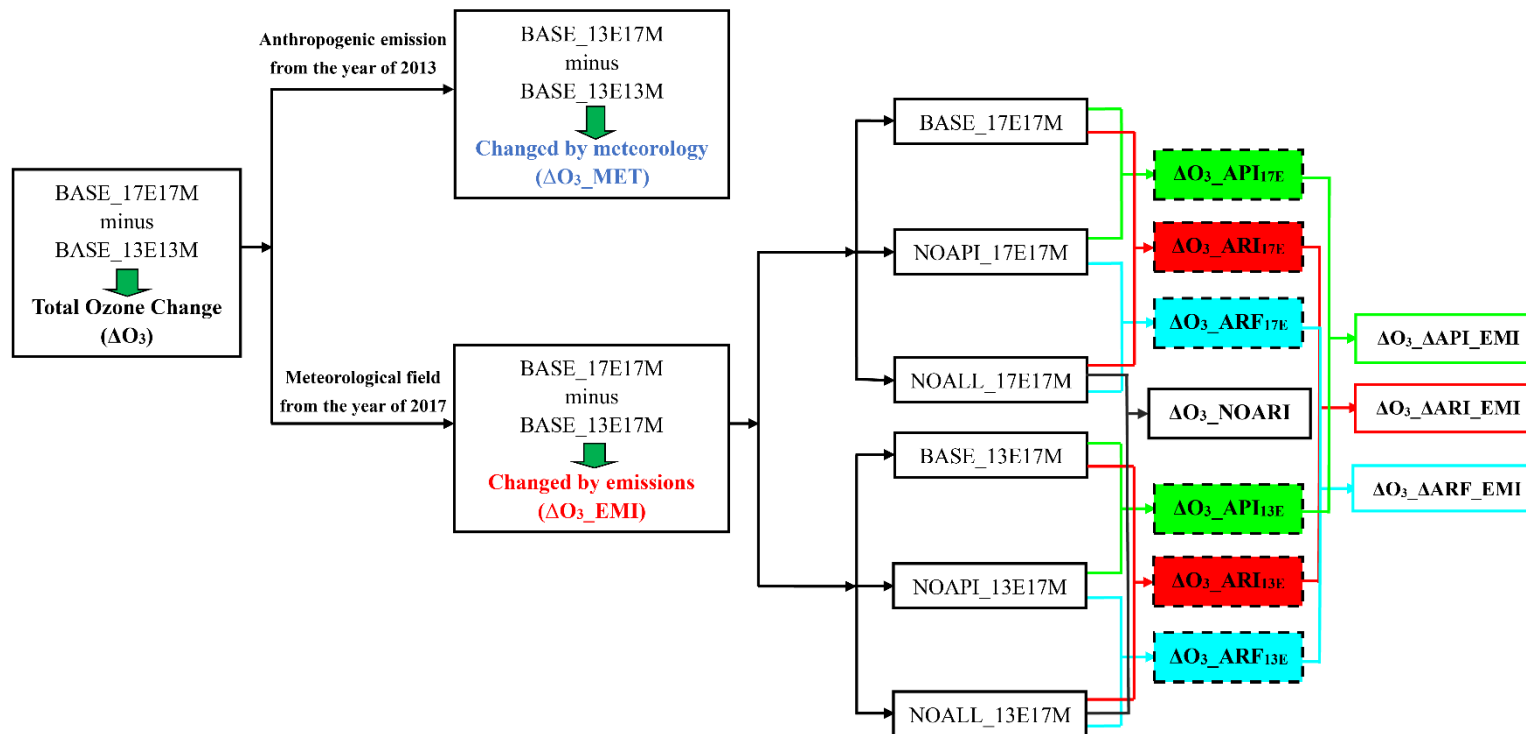 BASE_17E17M
minus
BASE_13E13M
Total Ozone Change
(ΔO₃)
Anthropogenic emission
from the year of 2013
BASE_13E17M
minus
BASE_13E13M
Changed by meteorology
(ΔO₃_MET)
Meteorological field
from the year of 2017
BASE_17E17M
minus
BASE_13E17M
Changed by emissions
(ΔO₃_EMI)
BASE_17E17M
NOAPI_17E17M
NOALL_17E17M
BASE_13E17M
NOAPI_13E17M
NOALL_13E17M
ΔO₃_API₁₇E
ΔO₃_ARI₁₇E
ΔO₃_ARF₁₇E
ΔO₃_NOARI
ΔO₃_API₁₃E
ΔO₃_ARI₁₃E
ΔO₃_ARF₁₃E
ΔO₃_ΔAPI_EMI
ΔO₃_ΔARI_EMI
ΔO₃_ΔARF_EMI